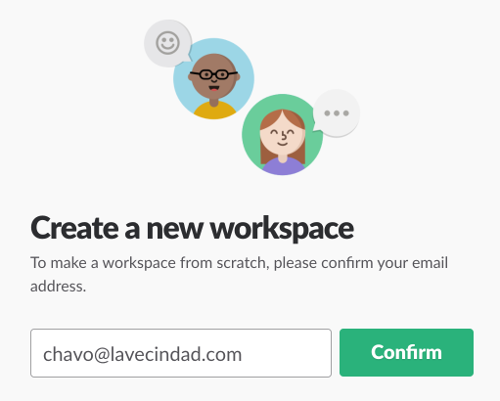 Create a new workspace
To make a workspace from scratch, please confirm your email
address.
chavo@lavecindad.com
Confirm